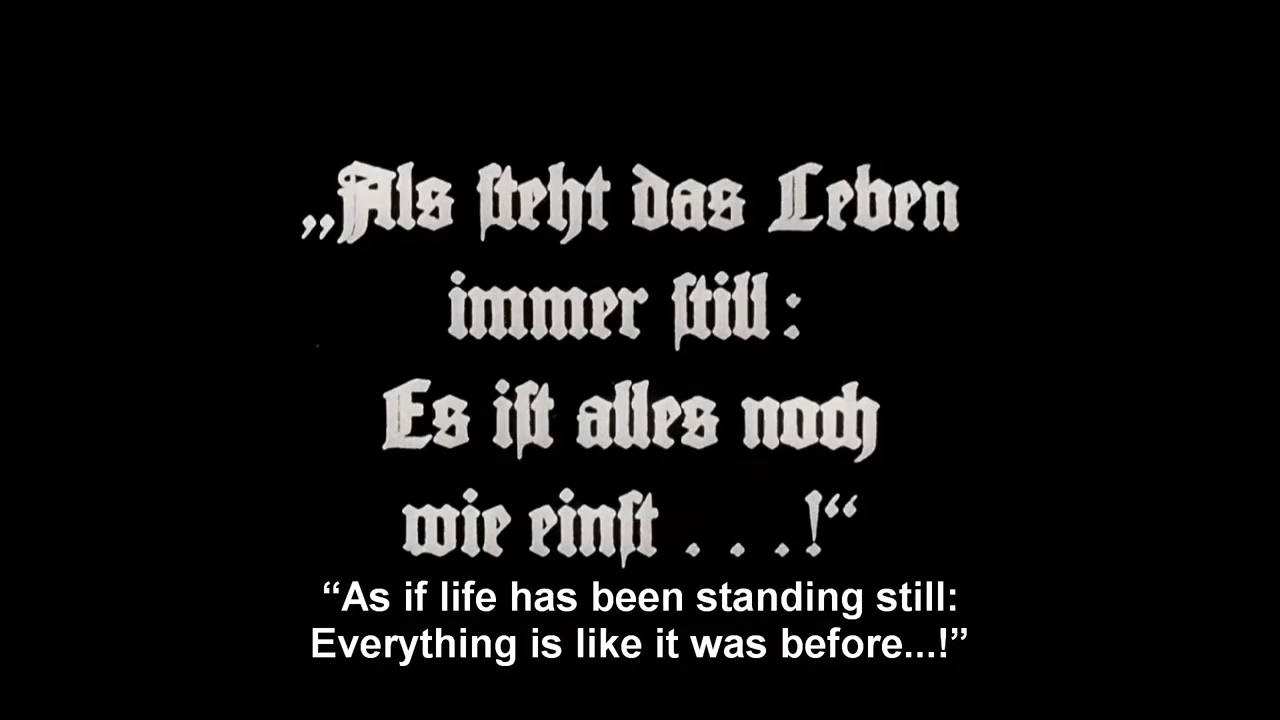 „Als steht das Leben
immer still:
Es ist alles noch
wie einst . . .!“
“As if life has been standing still:
Everything is like it was before...!”